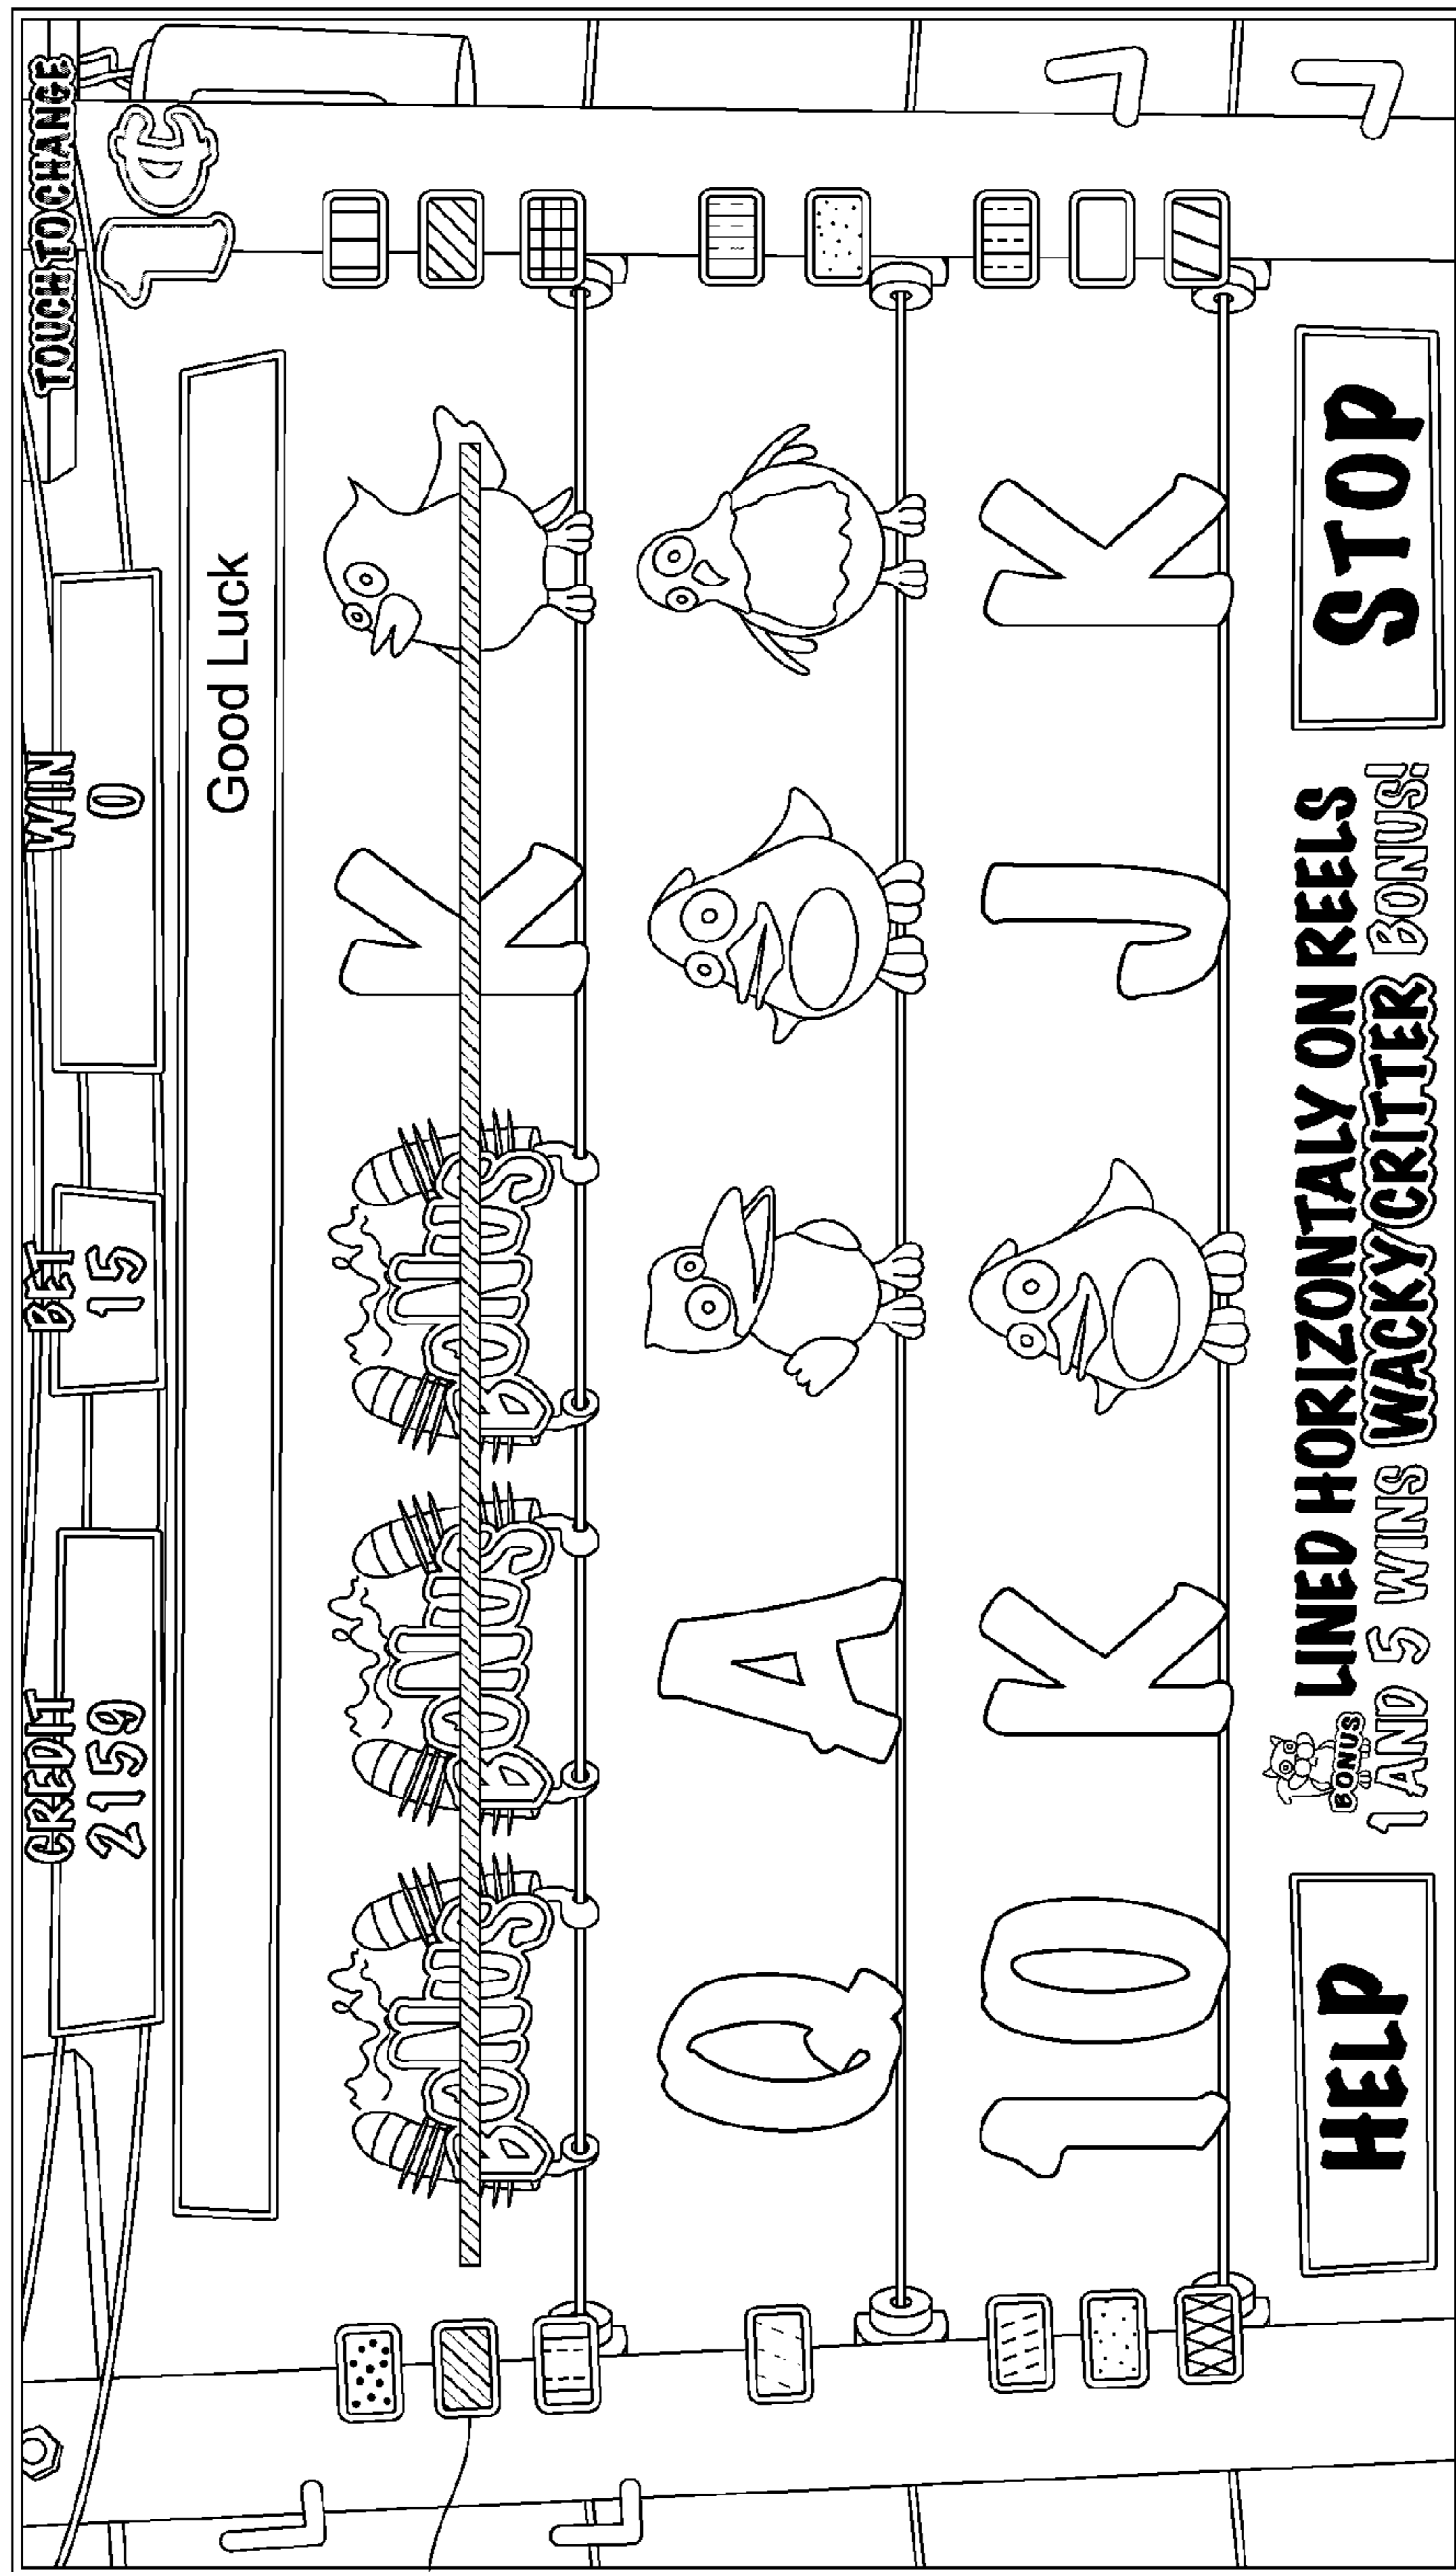 CREDIT BET WIN TOUCH TO CHANGE
2159 15 0 1¢
Good Luck
BONUS BONUS BONUS K
Q A
10 K J K
HELP
BONUS LINED HORIZONTALY ON REELS
1 AND 5 WINS WACKY CRITTER BONUS!
STOP